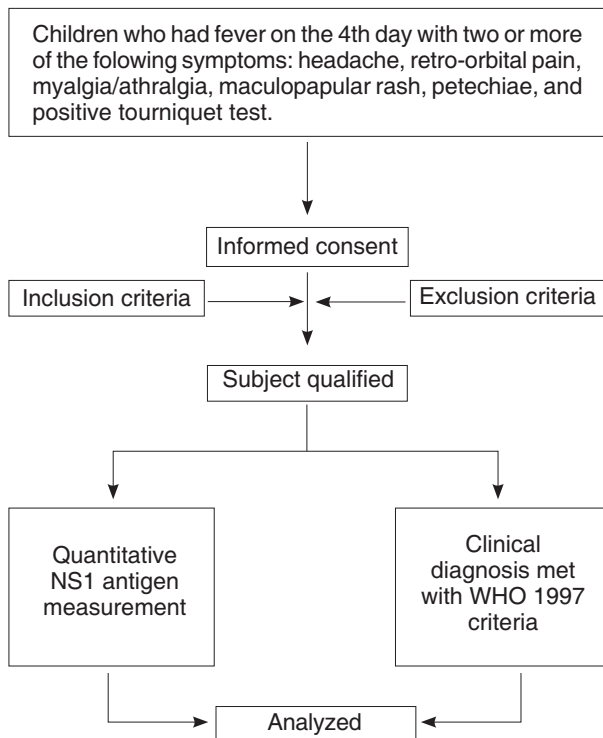 Children who had fever on the 4th day with two or more
of the folowing symptoms: headache, retro-orbital pain,
myalgia/athralgia, maculopapular rash, petechiae, and
positive tourniquet test.
Informed consent
Inclusion criteria
Exclusion criteria
Subject qualified
Quantitative
NS1 antigen
measurement
Clinical
diagnosis met
with WHO 1997
criteria
Analyzed